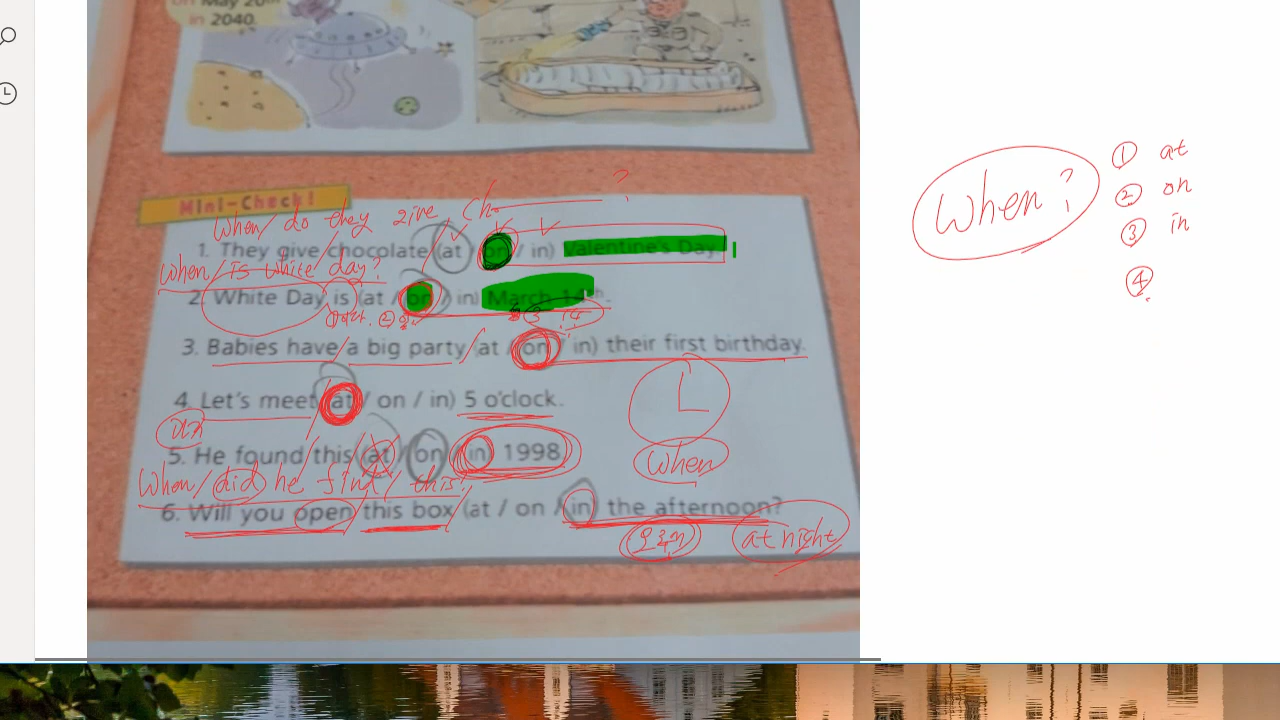 on May 20th
in 2040.
Mini-Check!
When/ do they give Ch ?
1. They give chocolate (at / on / in) Valentine's Day.
When/ is white day?
2. White Day is (at / on / in) March 14th.
3. Babies have a big party (at / on / in) their first birthday.
4. Let's meet (at / on / in) 5 o'clock.
5. He found this (at / on / in) 1998.
When
When/ did he find/ this?
6. Will you open this box (at / on / in) the afternoon?
at night
When?
① at
② on
③ in
④